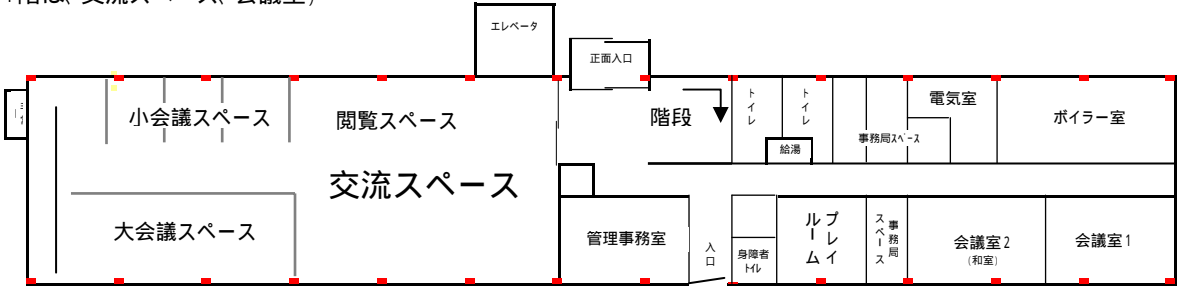 1階は、交流スペース、会議室)
エレベータ
正面入口
小会議スペース
閲覧スペース
階段
トイレ
トイレ
給湯
事務局スペース
電気室
ボイラー室
交流スペース
大会議スペース
管理事務室
入口
身障者
トイレ
プレイ
ルーム
事務局
スペース
会議室2
(和室)
会議室1